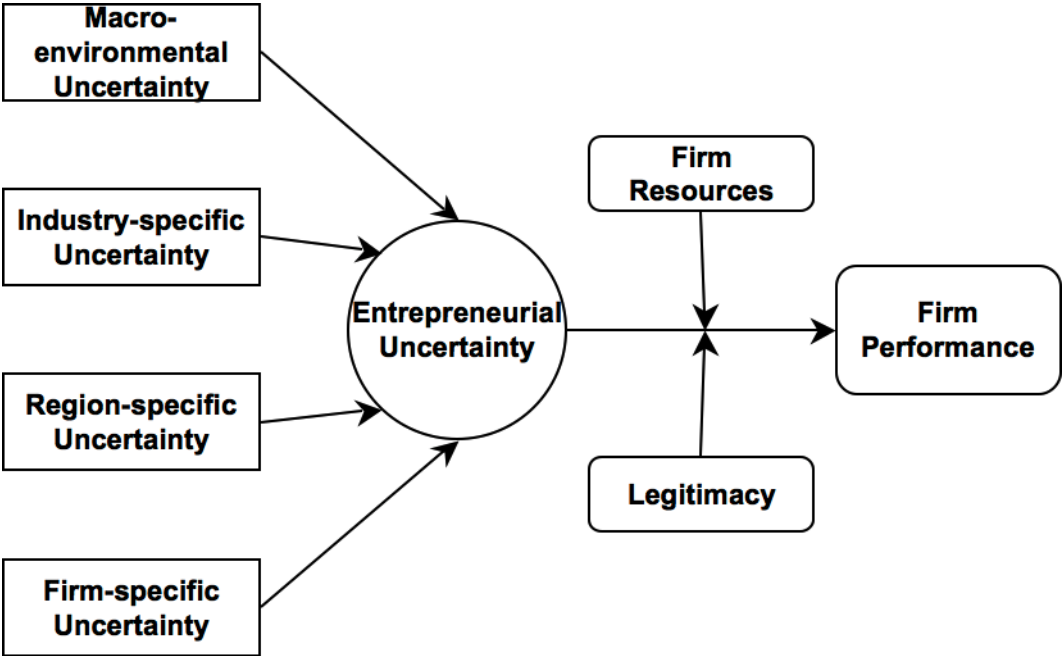 Macro-
environmental
Uncertainty
Industry-specific
Uncertainty
Region-specific
Uncertainty
Firm-specific
Uncertainty
Entrepreneurial
Uncertainty
Firm
Resources
Legitimacy
Firm
Performance